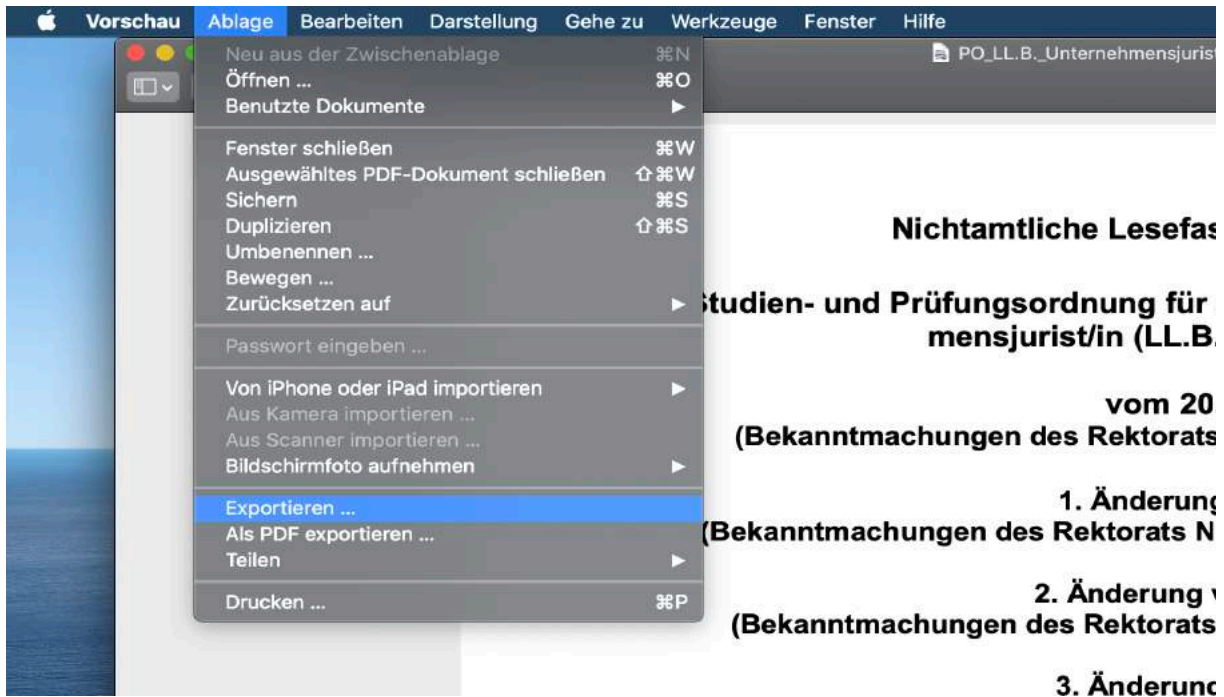 Vorschau Ablage Bearbeiten Darstellung Gehe zu Werkzeuge Fenster Hilfe
PO_LL.B._Unternehmensjurist
Neu aus der Zwischenablage ⌘N
Öffnen ... ⌘O
Benutzte Dokumente ▶
Fenster schließen ⌘W
Ausgewähltes PDF-Dokument schließen ⇧⌘W
Sichern ⌘S
Duplizieren ⇧⌘S
Umbenennen ...
Bewegen ...
Zurücksetzen auf ▶
Passwort eingeben ...
Von iPhone oder iPad importieren ▶
Aus Kamera importieren ...
Aus Scanner importieren ...
Bildschirmfoto aufnehmen ▶
Exportieren ...
Als PDF exportieren ...
Teilen ▶
Drucken ... ⌘P
Nichtamtliche Lesefas
Studien- und Prüfungsordnung für
mensjurist/in (LL.B.
vom 20.
(Bekanntmachungen des Rektorats
1. Änderung
(Bekanntmachungen des Rektorats N
2. Änderung v
(Bekanntmachungen des Rektorats
3. Änderung